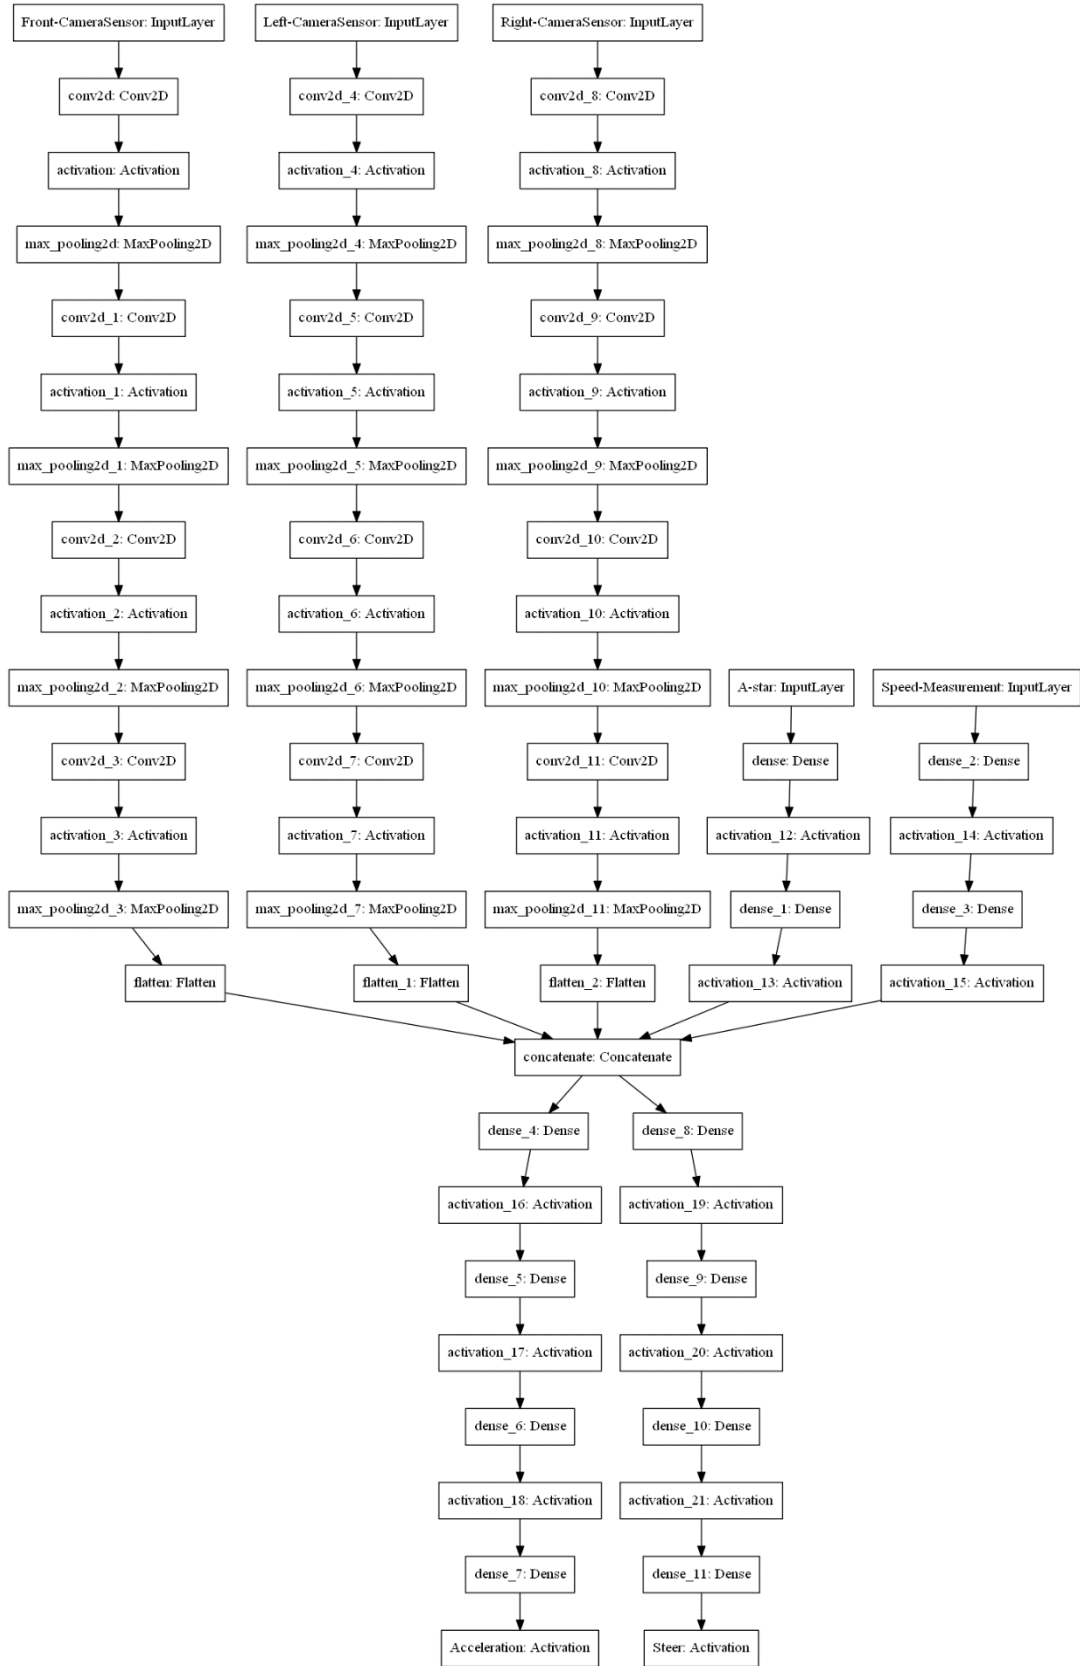 Front-CameraSensor: InputLayer
Left-CameraSensor: InputLayer
Right-CameraSensor: InputLayer
conv2d: Conv2D
conv2d_4: Conv2D
conv2d_8: Conv2D
activation: Activation
activation_4: Activation
activation_8: Activation
max_pooling2d: MaxPooling2D
max_pooling2d_4: MaxPooling2D
max_pooling2d_8: MaxPooling2D
conv2d_1: Conv2D
conv2d_5: Conv2D
conv2d_9: Conv2D
activation_1: Activation
activation_5: Activation
activation_9: Activation
max_pooling2d_1: MaxPooling2D
max_pooling2d_5: MaxPooling2D
max_pooling2d_9: MaxPooling2D
conv2d_2: Conv2D
conv2d_6: Conv2D
conv2d_10: Conv2D
activation_2: Activation
activation_6: Activation
activation_10: Activation
max_pooling2d_2: MaxPooling2D
max_pooling2d_6: MaxPooling2D
max_pooling2d_10: MaxPooling2D
A-star: InputLayer
Speed-Measurement: InputLayer
conv2d_3: Conv2D
conv2d_7: Conv2D
conv2d_11: Conv2D
dense: Dense
dense_2: Dense
activation_3: Activation
activation_7: Activation
activation_11: Activation
activation_12: Activation
activation_14: Activation
max_pooling2d_3: MaxPooling2D
max_pooling2d_7: MaxPooling2D
max_pooling2d_11: MaxPooling2D
dense_1: Dense
dense_3: Dense
flatten: Flatten
flatten_1: Flatten
flatten_2: Flatten
activation_13: Activation
activation_15: Activation
concatenate: Concatenate
dense_4: Dense
dense_8: Dense
activation_16: Activation
activation_19: Activation
dense_5: Dense
dense_9: Dense
activation_17: Activation
activation_20: Activation
dense_6: Dense
dense_10: Dense
activation_18: Activation
activation_21: Activation
dense_7: Dense
dense_11: Dense
Acceleration: Activation
Steer: Activation